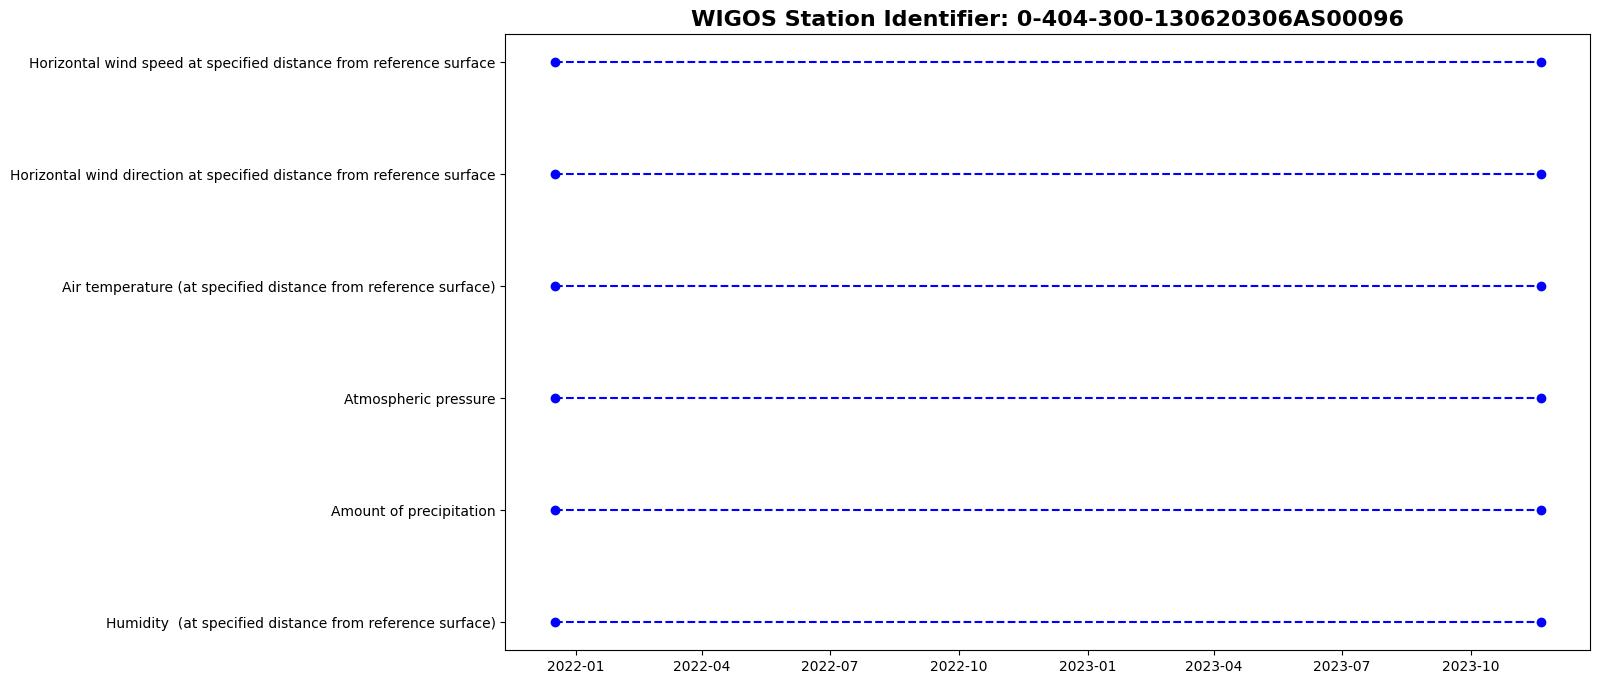 WIGOS Station Identifier: 0-404-300-130620306AS00096
Horizontal wind speed at specified distance from reference surface
Horizontal wind direction at specified distance from reference surface
Air temperature (at specified distance from reference surface)
Atmospheric pressure
Amount of precipitation
Humidity  (at specified distance from reference surface)
2022-01 2022-04 2022-07 2022-10 2023-01 2023-04 2023-07 2023-10